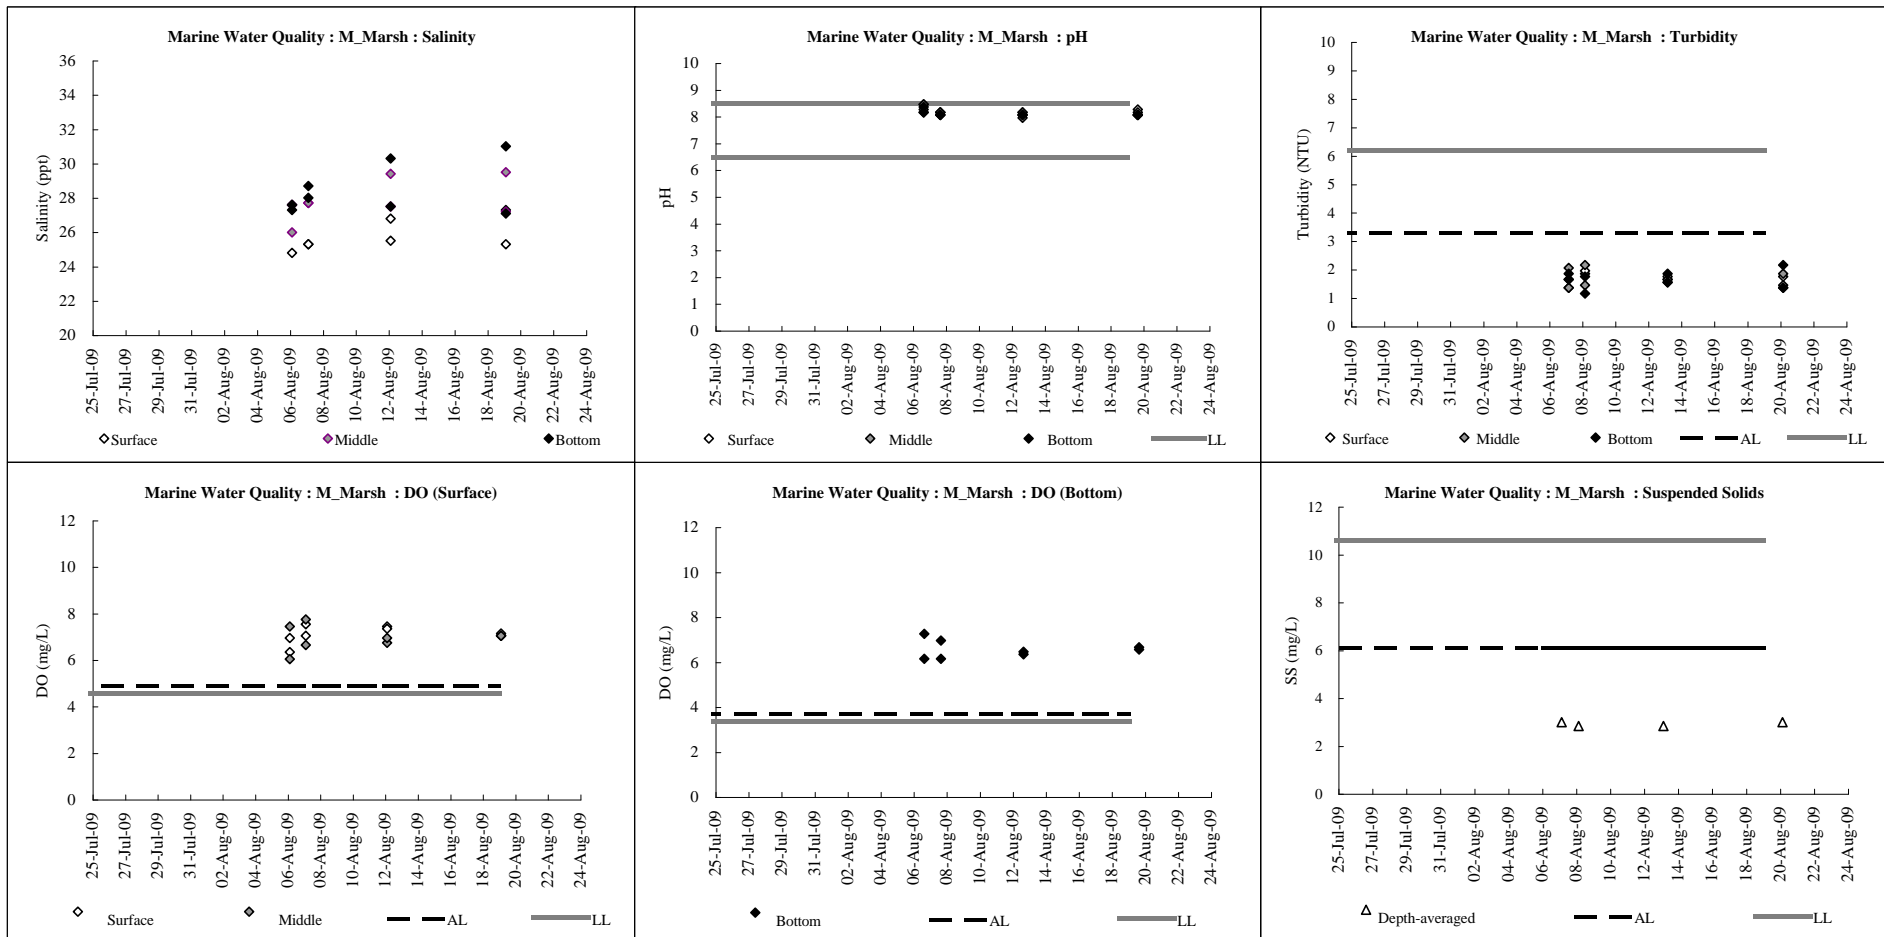 Marine Water Quality : M_Marsh : Salinity
36
34
32
30
28
26
24
22
20
Salinity (ppt)
25-Jul-09
27-Jul-09
29-Jul-09
31-Jul-09
02-Aug-09
04-Aug-09
06-Aug-09
08-Aug-09
10-Aug-09
12-Aug-09
14-Aug-09
16-Aug-09
18-Aug-09
20-Aug-09
22-Aug-09
24-Aug-09
Surface Middle Bottom
Marine Water Quality : M_Marsh : pH
10
9
8
7
6
5
4
3
2
1
0
pH
25-Jul-09
27-Jul-09
29-Jul-09
31-Jul-09
02-Aug-09
04-Aug-09
06-Aug-09
08-Aug-09
10-Aug-09
12-Aug-09
14-Aug-09
16-Aug-09
18-Aug-09
20-Aug-09
22-Aug-09
24-Aug-09
Surface Middle Bottom LL
Marine Water Quality : M_Marsh : Turbidity
10
9
8
7
6
5
4
3
2
1
0
Turbidity (NTU)
25-Jul-09
27-Jul-09
29-Jul-09
31-Jul-09
02-Aug-09
04-Aug-09
06-Aug-09
08-Aug-09
10-Aug-09
12-Aug-09
14-Aug-09
16-Aug-09
18-Aug-09
20-Aug-09
22-Aug-09
24-Aug-09
Surface Middle Bottom AL LL
Marine Water Quality : M_Marsh : DO (Surface)
12
10
8
6
4
2
0
DO (mg/L)
25-Jul-09
27-Jul-09
29-Jul-09
31-Jul-09
02-Aug-09
04-Aug-09
06-Aug-09
08-Aug-09
10-Aug-09
12-Aug-09
14-Aug-09
16-Aug-09
18-Aug-09
20-Aug-09
22-Aug-09
24-Aug-09
Surface Middle AL LL
Marine Water Quality : M_Marsh : DO (Bottom)
12
10
8
6
4
2
0
DO (mg/L)
25-Jul-09
27-Jul-09
29-Jul-09
31-Jul-09
02-Aug-09
04-Aug-09
06-Aug-09
08-Aug-09
10-Aug-09
12-Aug-09
14-Aug-09
16-Aug-09
18-Aug-09
20-Aug-09
22-Aug-09
24-Aug-09
Bottom AL LL
Marine Water Quality : M_Marsh : Suspended Solids
12
10
8
6
4
2
0
SS (mg/L)
25-Jul-09
27-Jul-09
29-Jul-09
31-Jul-09
02-Aug-09
04-Aug-09
06-Aug-09
08-Aug-09
10-Aug-09
12-Aug-09
14-Aug-09
16-Aug-09
18-Aug-09
20-Aug-09
22-Aug-09
24-Aug-09
Depth-averaged AL LL